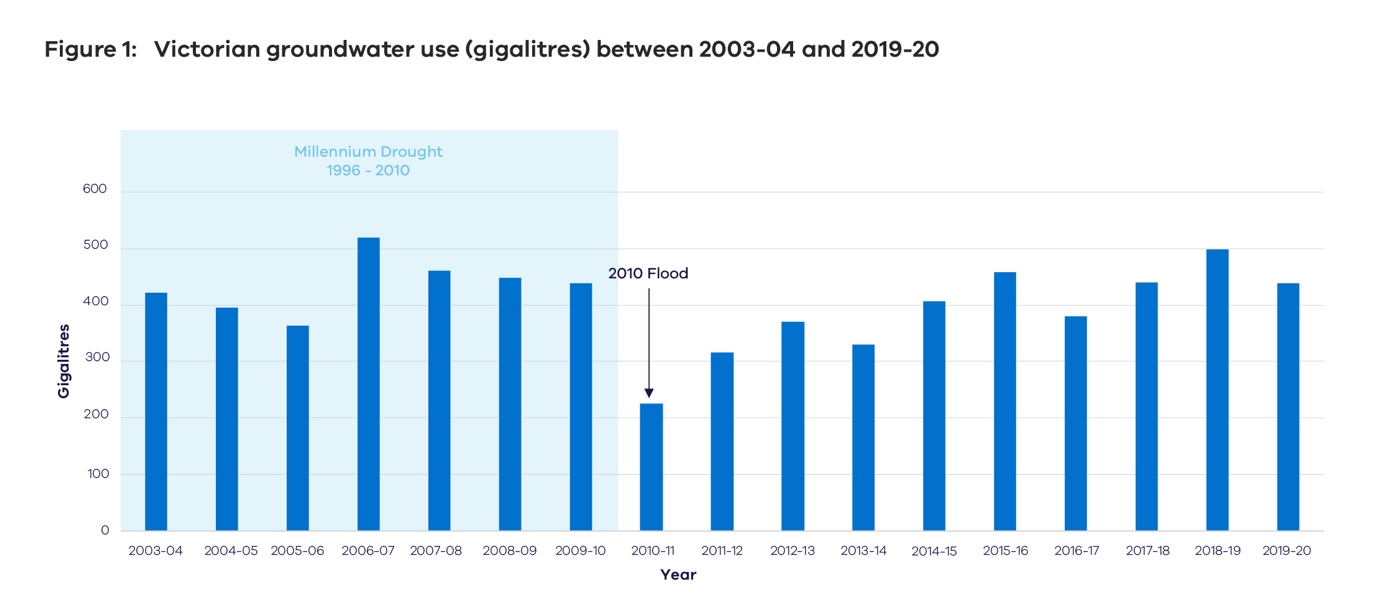 Figure 1: Victorian groundwater use (gigalitres) between 2003-04 and 2019-20
Millennium Drought
1996 - 2010
600
500
2010 Flood
400
300
200
100
0
Gigalitres
2003-04 2004-05 2005-06 2006-07 2007-08 2008-09 2009-10 2010-11 2011-12 2012-13 2013-14 2014-15 2015-16 2016-17 2017-18 2018-19 2019-20
Year